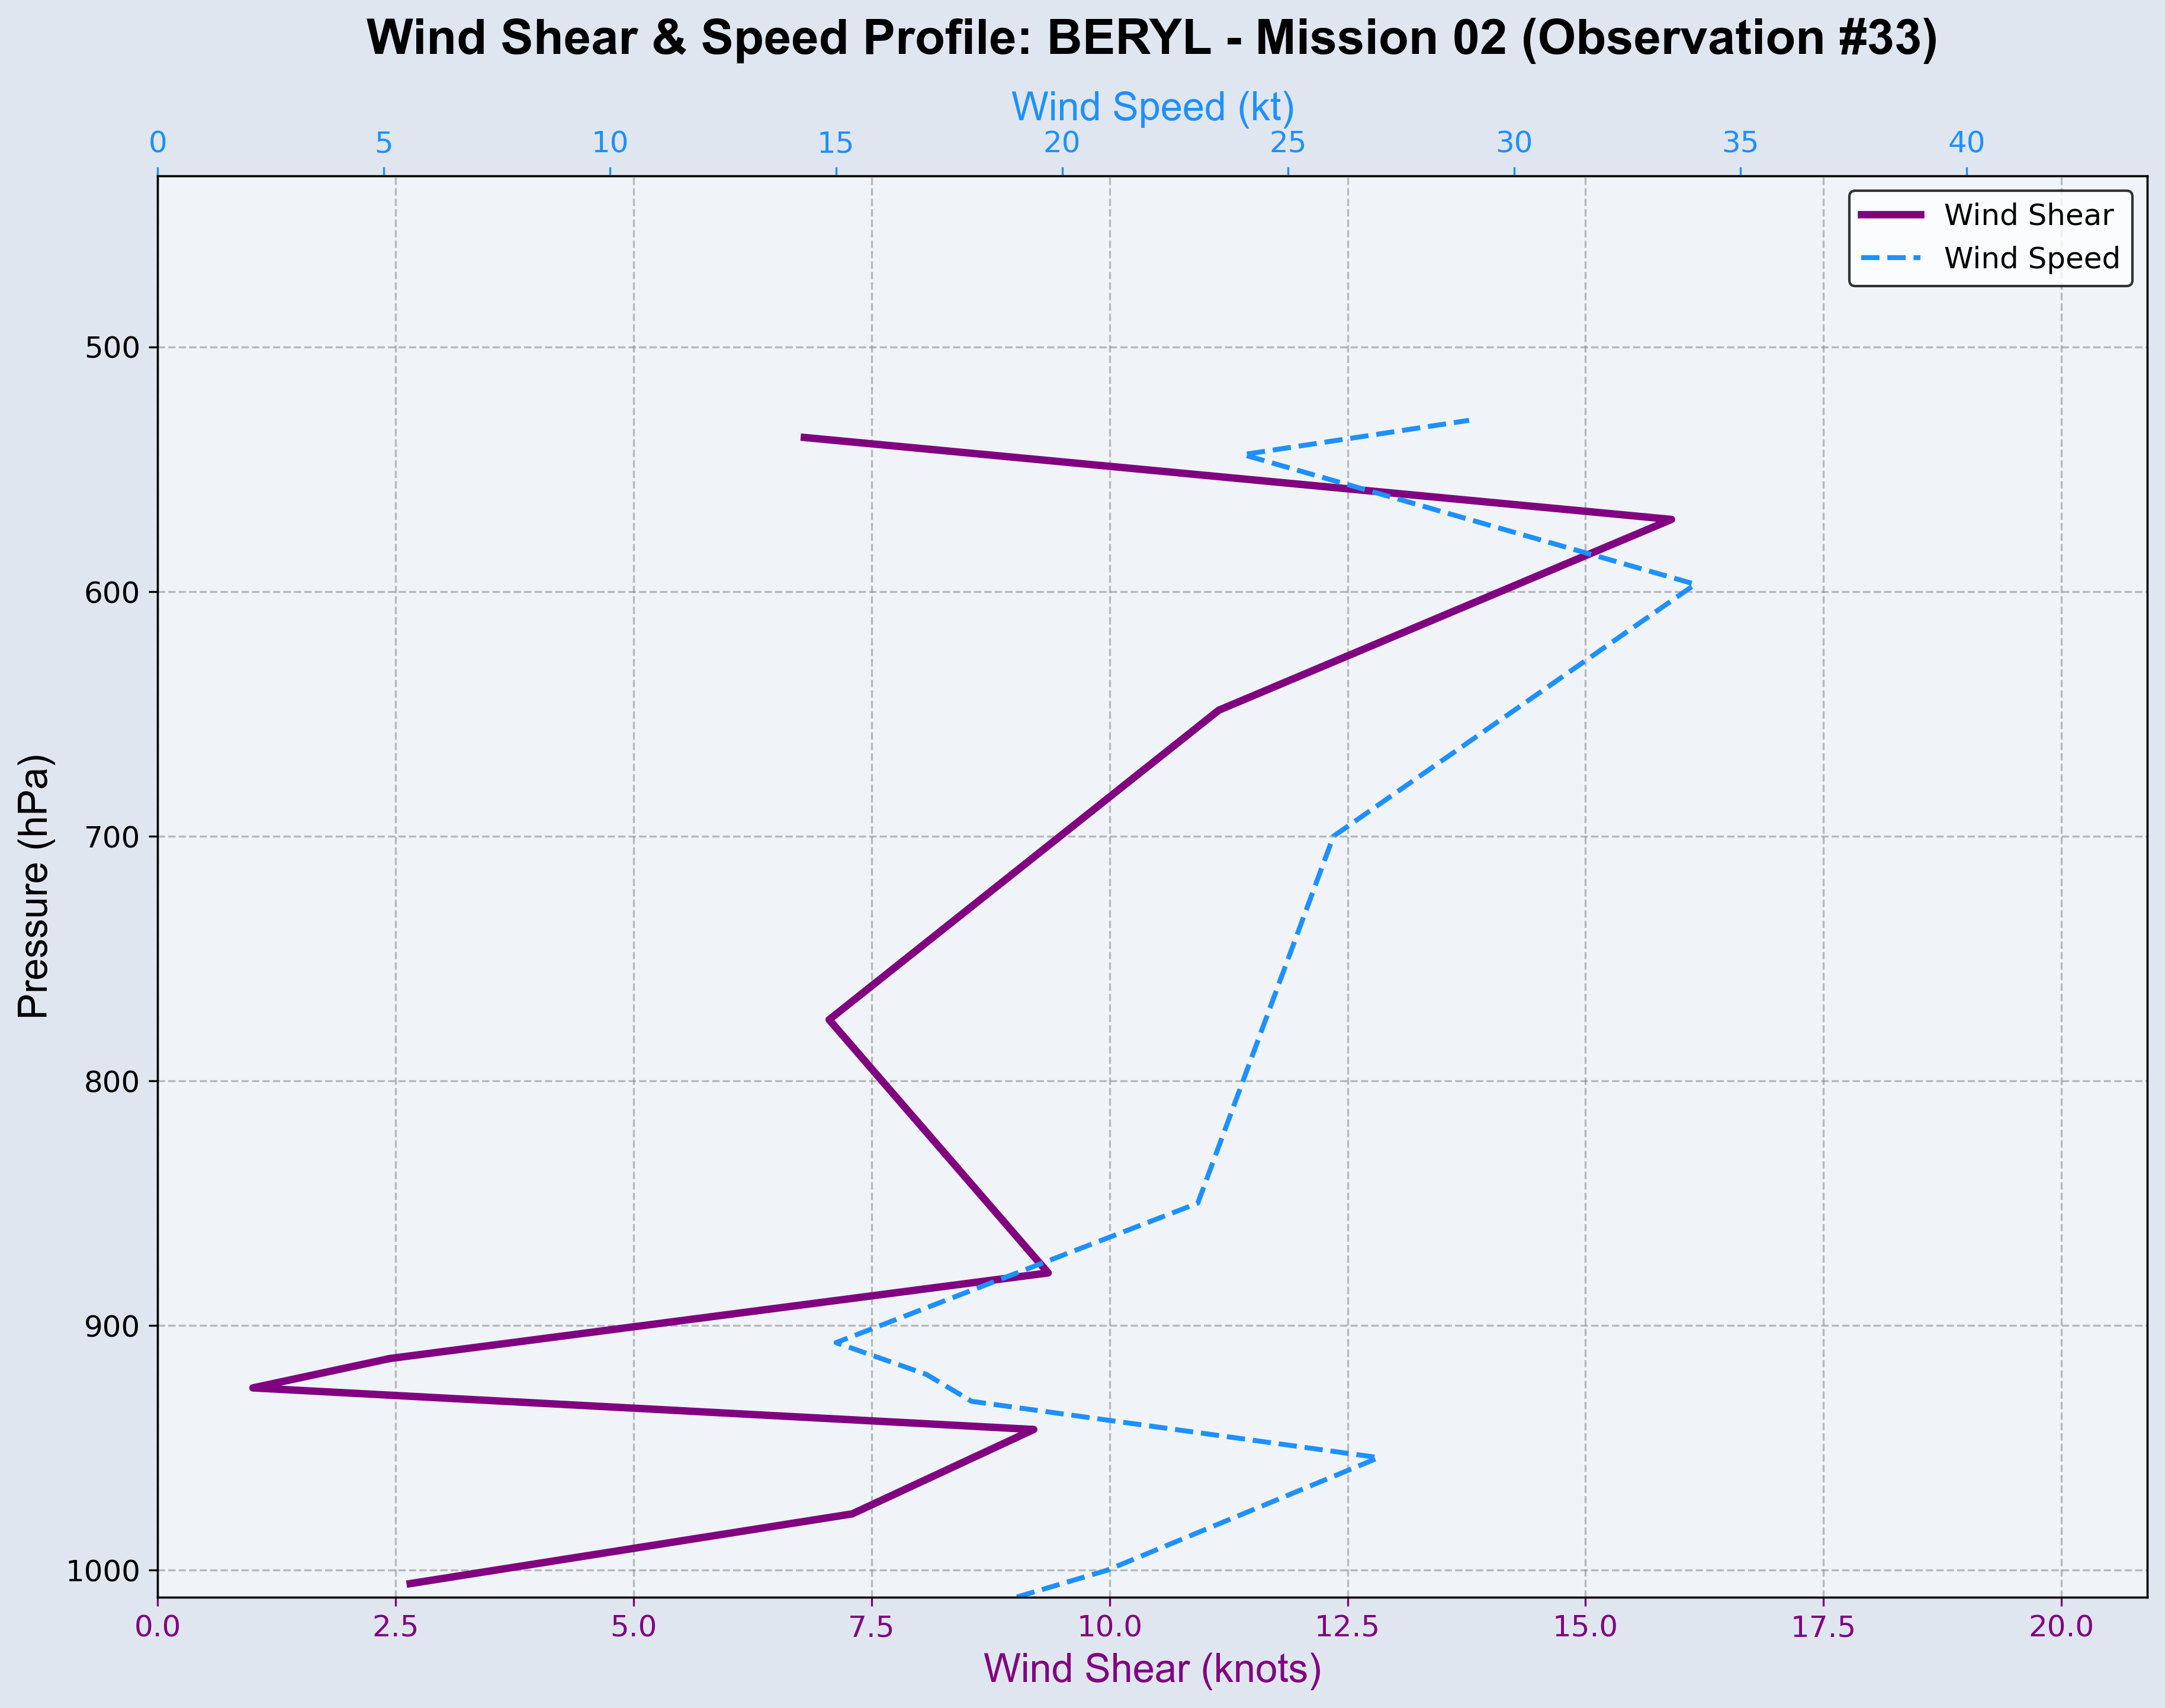 Wind Shear & Speed Profile: BERYL - Mission 02 (Observation #33)
Wind Speed (kt)
0 5 10 15 20 25 30 35 40
Wind Shear
Wind Speed
500
600
700
800
900
1000
Pressure (hPa)
0.0 2.5 5.0 7.5 10.0 12.5 15.0 17.5 20.0
Wind Shear (knots)